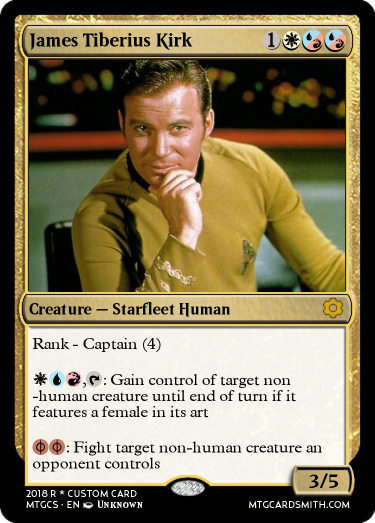 James Tiberius Kirk 1
Creature — Starfleet Human
Rank - Captain (4)
, : Gain control of target non
-human creature until end of turn if it
features a female in its art
: Fight target non-human creature an
opponent controls
3/5
2018 R * CUSTOM CARD
MTGCS • EN UNKNOWN
MTGCARDSMITH.COM